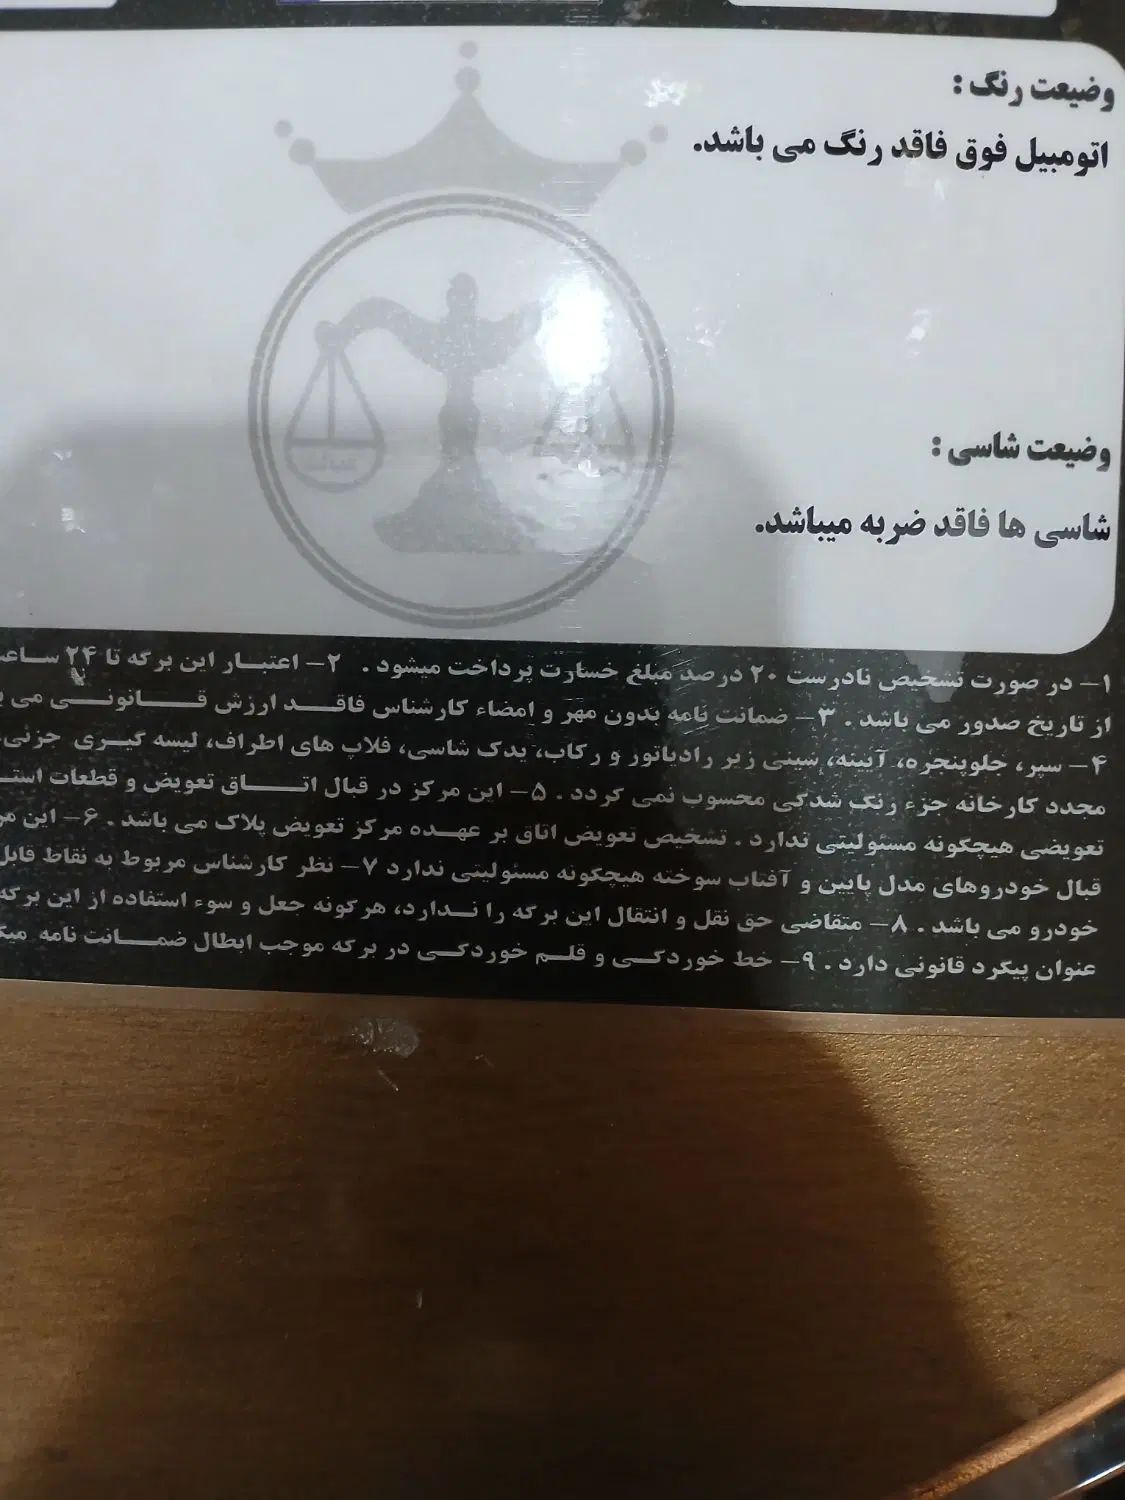 وضیعت رنگ :
اتومبیل فوق فاقد رنگ می باشد.
وضیعت شاسی :
شاسی ها فاقد ضربه میباشد.
۱- در صورت تشخیص نادرست ۲۰ درصد مبلغ خسارت پرداخت میشود . ۲- اعتبار این برگه تا ۲۴
از تاریخ صدور می باشد . ۳- ضمانت نامه بدون مهر و امضاء کارشناس فاقد ارزش قانونی می
۴- سپر، جلوپنجره، آیینه، سینی زیر رادیاتور و رکاب، یدک شاسی، فلاپ های اطراف، لیسه گیری جزئی،
مجدد کارخانه جزء رنگ شدگی محسوب نمی گردد . ۵- این مرکز در قبال اتاق تعویض و قطعات
تعویضی هیچگونه مسئولیتی ندارد . تشخیص تعویض اتاق بر عهده مرکز تعویض پلاک می باشد . ۶- این
قبال خودروهای مدل پایین و آفتاب سوخته هیچگونه مسئولیتی ندارد ۷- نظر کارشناس مربوط به نقاط
خودرو می باشد . ۸- متقاضی حق نقل و انتقال این برگه را ندارد، هرگونه جعل و سوء استفاده از این برگه
عنوان پیگرد قانونی دارد . ۹- خط خوردگی و قلم خوردگی در برگه موجب ابطال ضمانت نامه